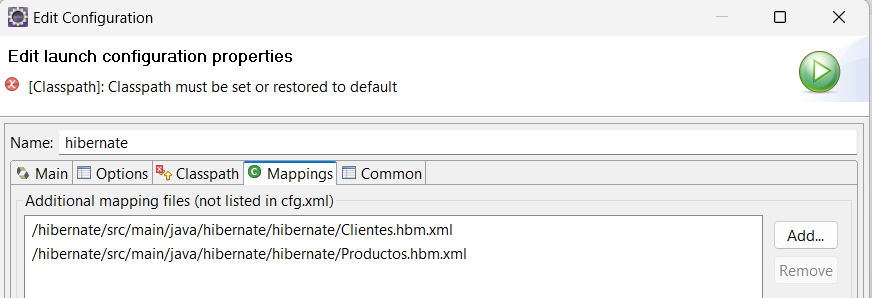 Edit Configuration
Edit launch configuration properties
[Classpath]: Classpath must be set or restored to default
Name: hibernate
Main Options Classpath Mappings Common
Additional mapping files (not listed in cfg.xml)
/hibernate/src/main/java/hibernate/hibernate/Clientes.hbm.xml
Add...
/hibernate/src/main/java/hibernate/hibernate/Productos.hbm.xml
Remove